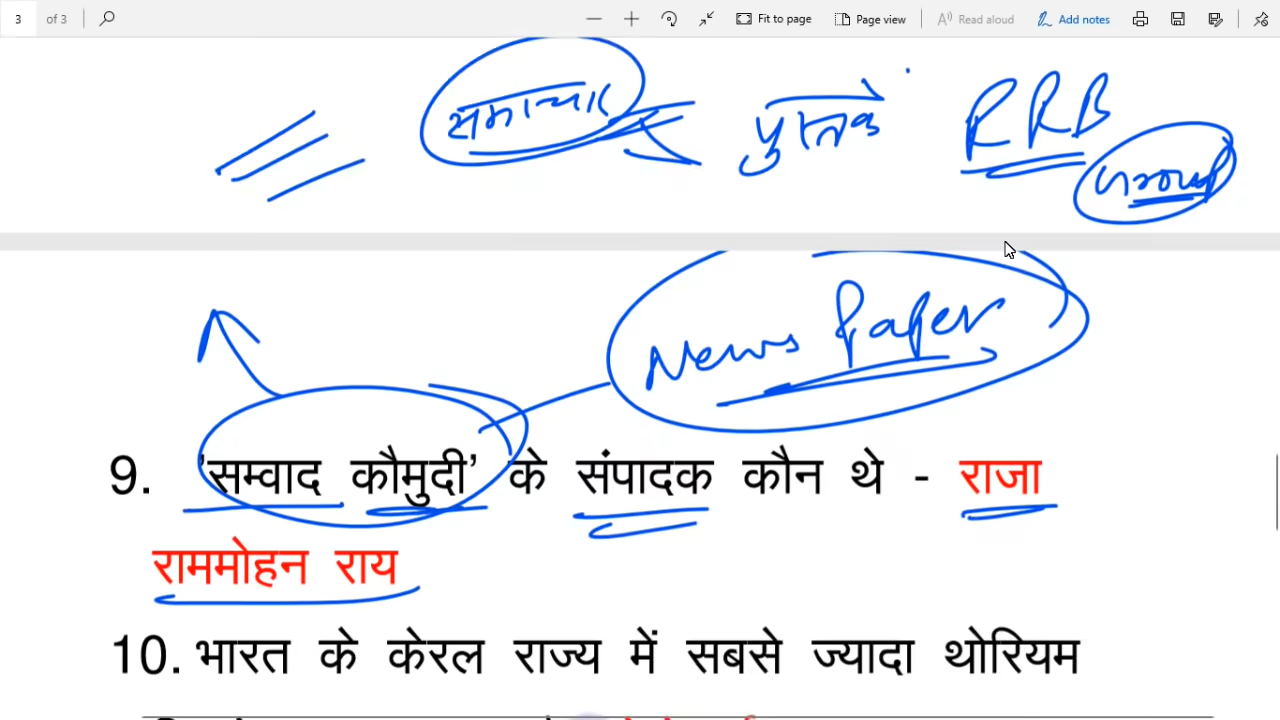 3 of 3 Fit to page Page view Read aloud Add notes
समाचार पुस्तकें RRB
News Paper
9. 'सम्वाद कौमुदी' के संपादक कौन थे - राजा
राममोहन राय
10. भारत के केरल राज्य में सबसे ज्यादा थोरियम